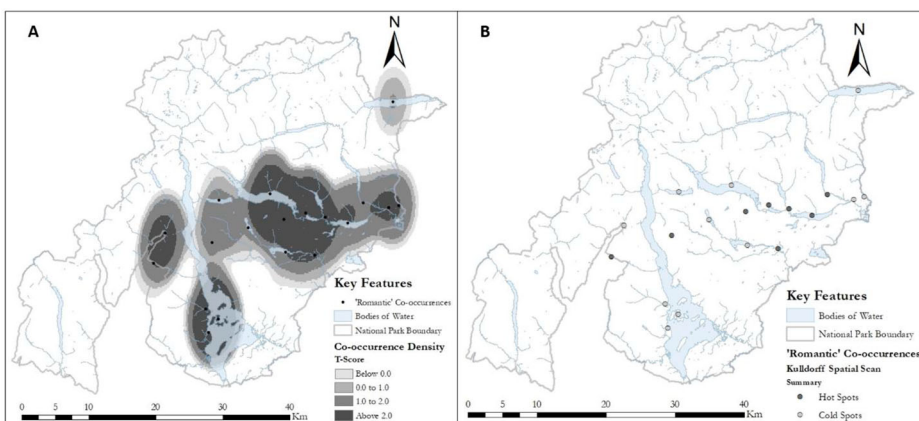 A
N
Key Features
'Romantic' Co-occurrences
Bodies of Water
National Park Boundary
Co-occurrence Density
T-Score
Below 0.0
0.0 to 1.0
1.0 to 2.0
Above 2.0
0 5 10 20 30 40
Km
B
N
Key Features
Bodies of Water
National Park Boundary
'Romantic' Co-occurrences
Kulldorff Spatial Scan
Summary
Hot Spots
Cold Spots
0 5 10 20 30 40
Km